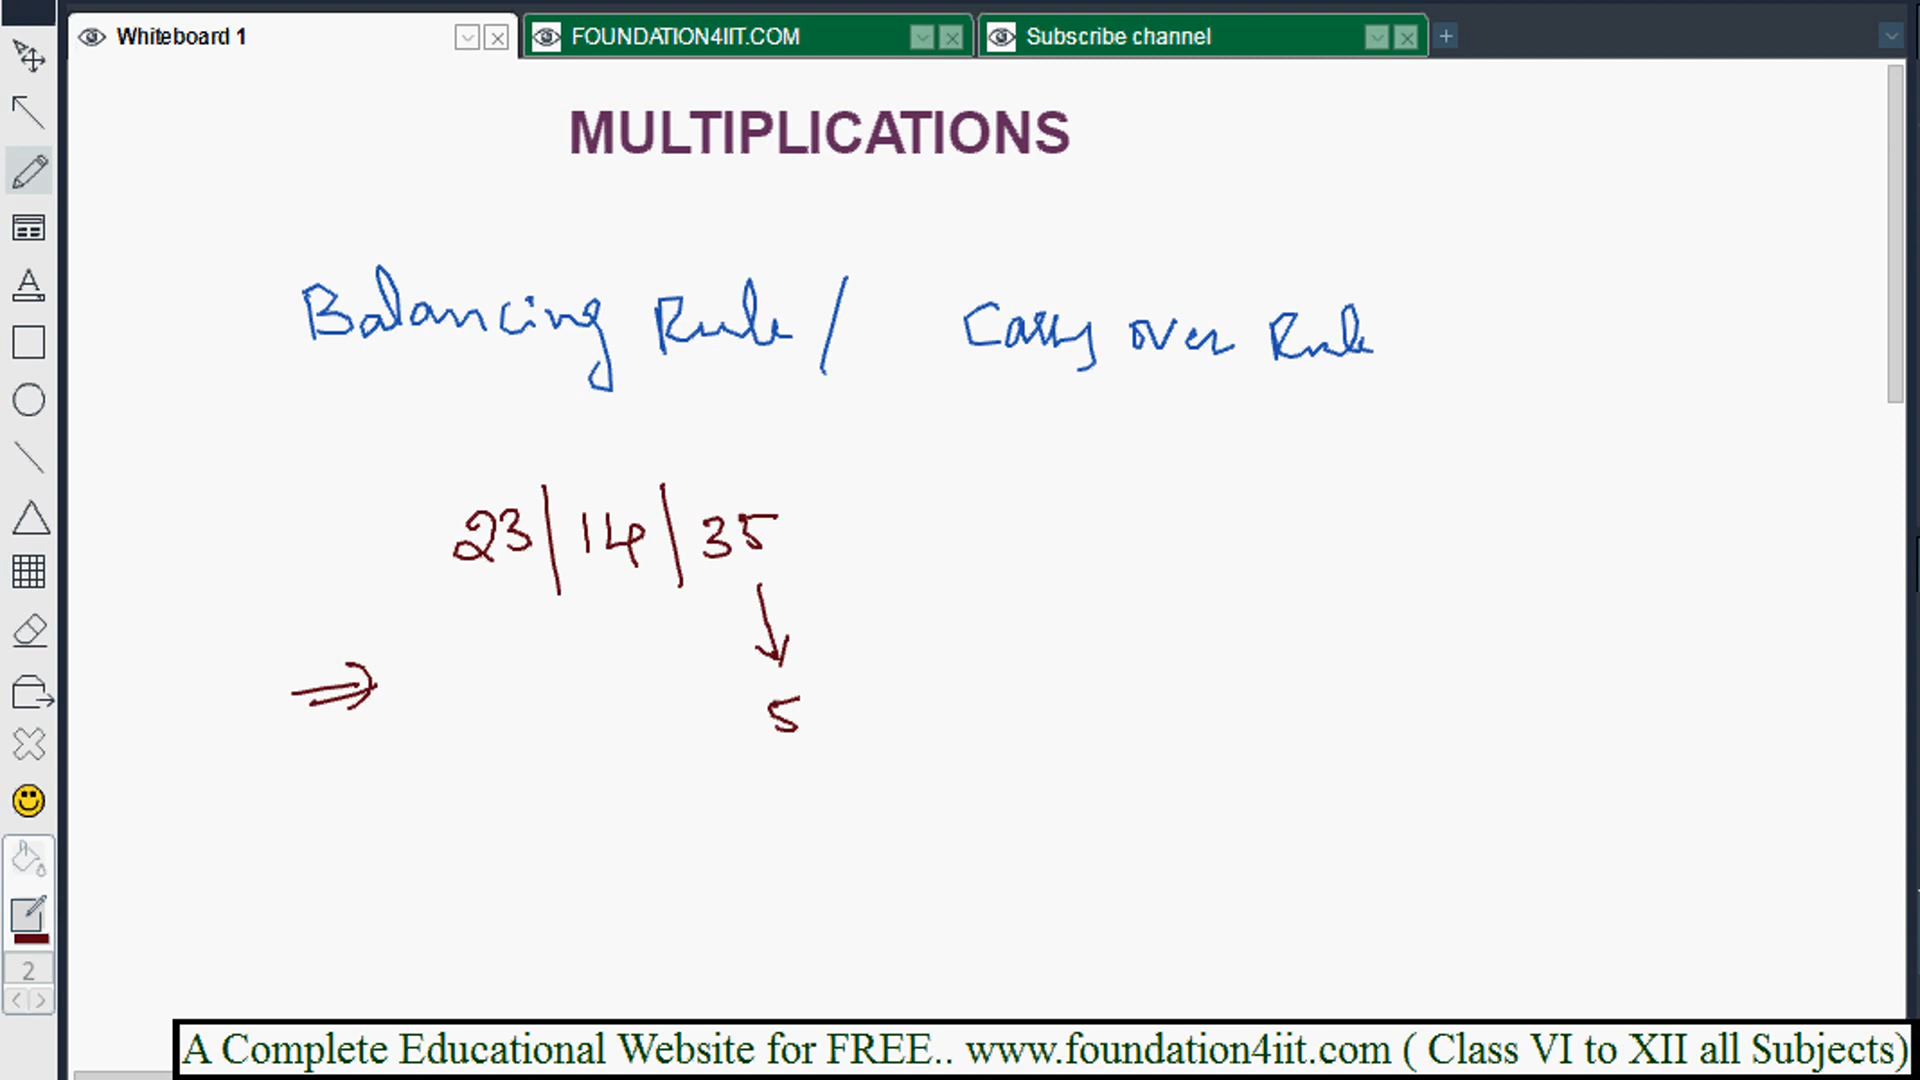 Whiteboard 1 FOUNDATION4IIT.COM Subscribe channel
MULTIPLICATIONS
Balancing Rule / Carry over Rule
23 | 14 | 35
5
2
A Complete Educational Website for FREE.. www.foundation4iit.com ( Class VI to XII all Subjects)